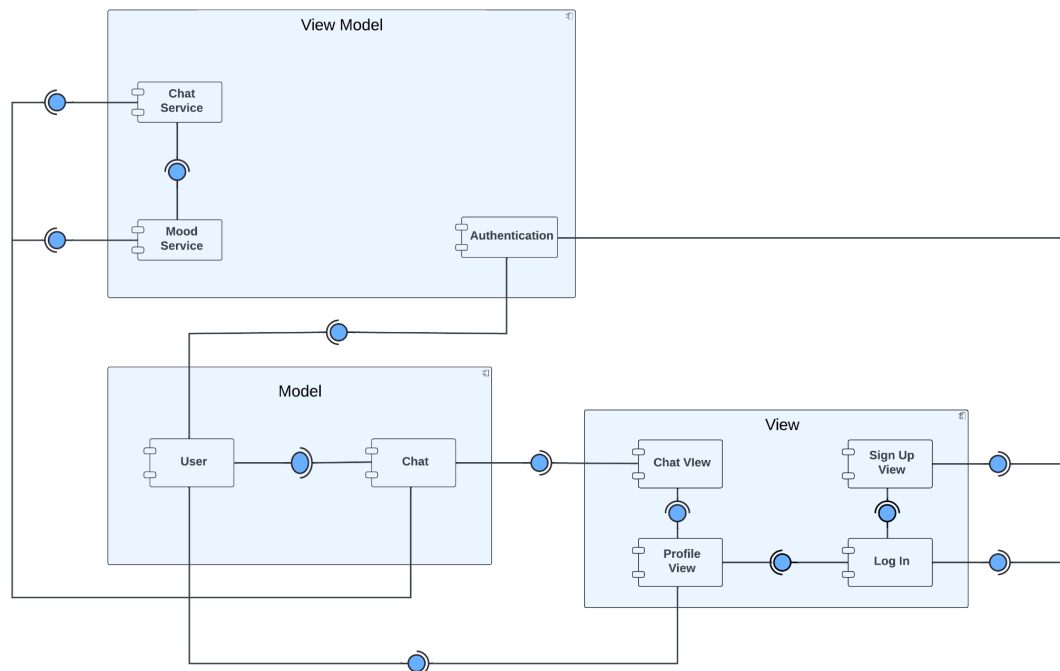 View Model
Chat
Service
Mood
Service
Authentication
Model
User
Chat
View
Chat VIew
Sign Up
View
Profile
View
Log In